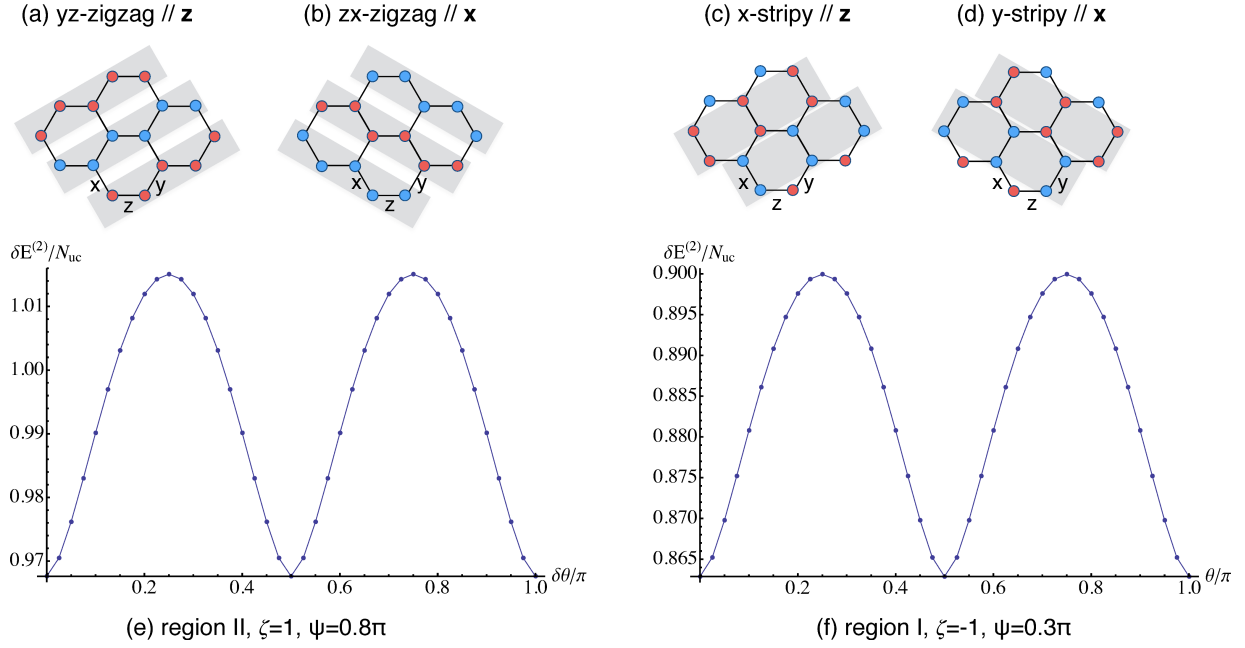 (a) yz-zigzag // z
(b) zx-zigzag // x
(c) x-stripy // z
(d) y-stripy // x
x
y
z
x
y
z
x
y
z
x
y
z
δE(2)/Nuc
1.01
1.00
0.99
0.98
0.97
0.2
0.4
0.6
0.8
1.0
δθ/π
(e) region II, ζ=1, ψ=0.8π
δE(2)/Nuc
0.900
0.895
0.890
0.885
0.880
0.875
0.870
0.865
0.2
0.4
0.6
0.8
1.0
θ/π
(f) region I, ζ=-1, ψ=0.3π